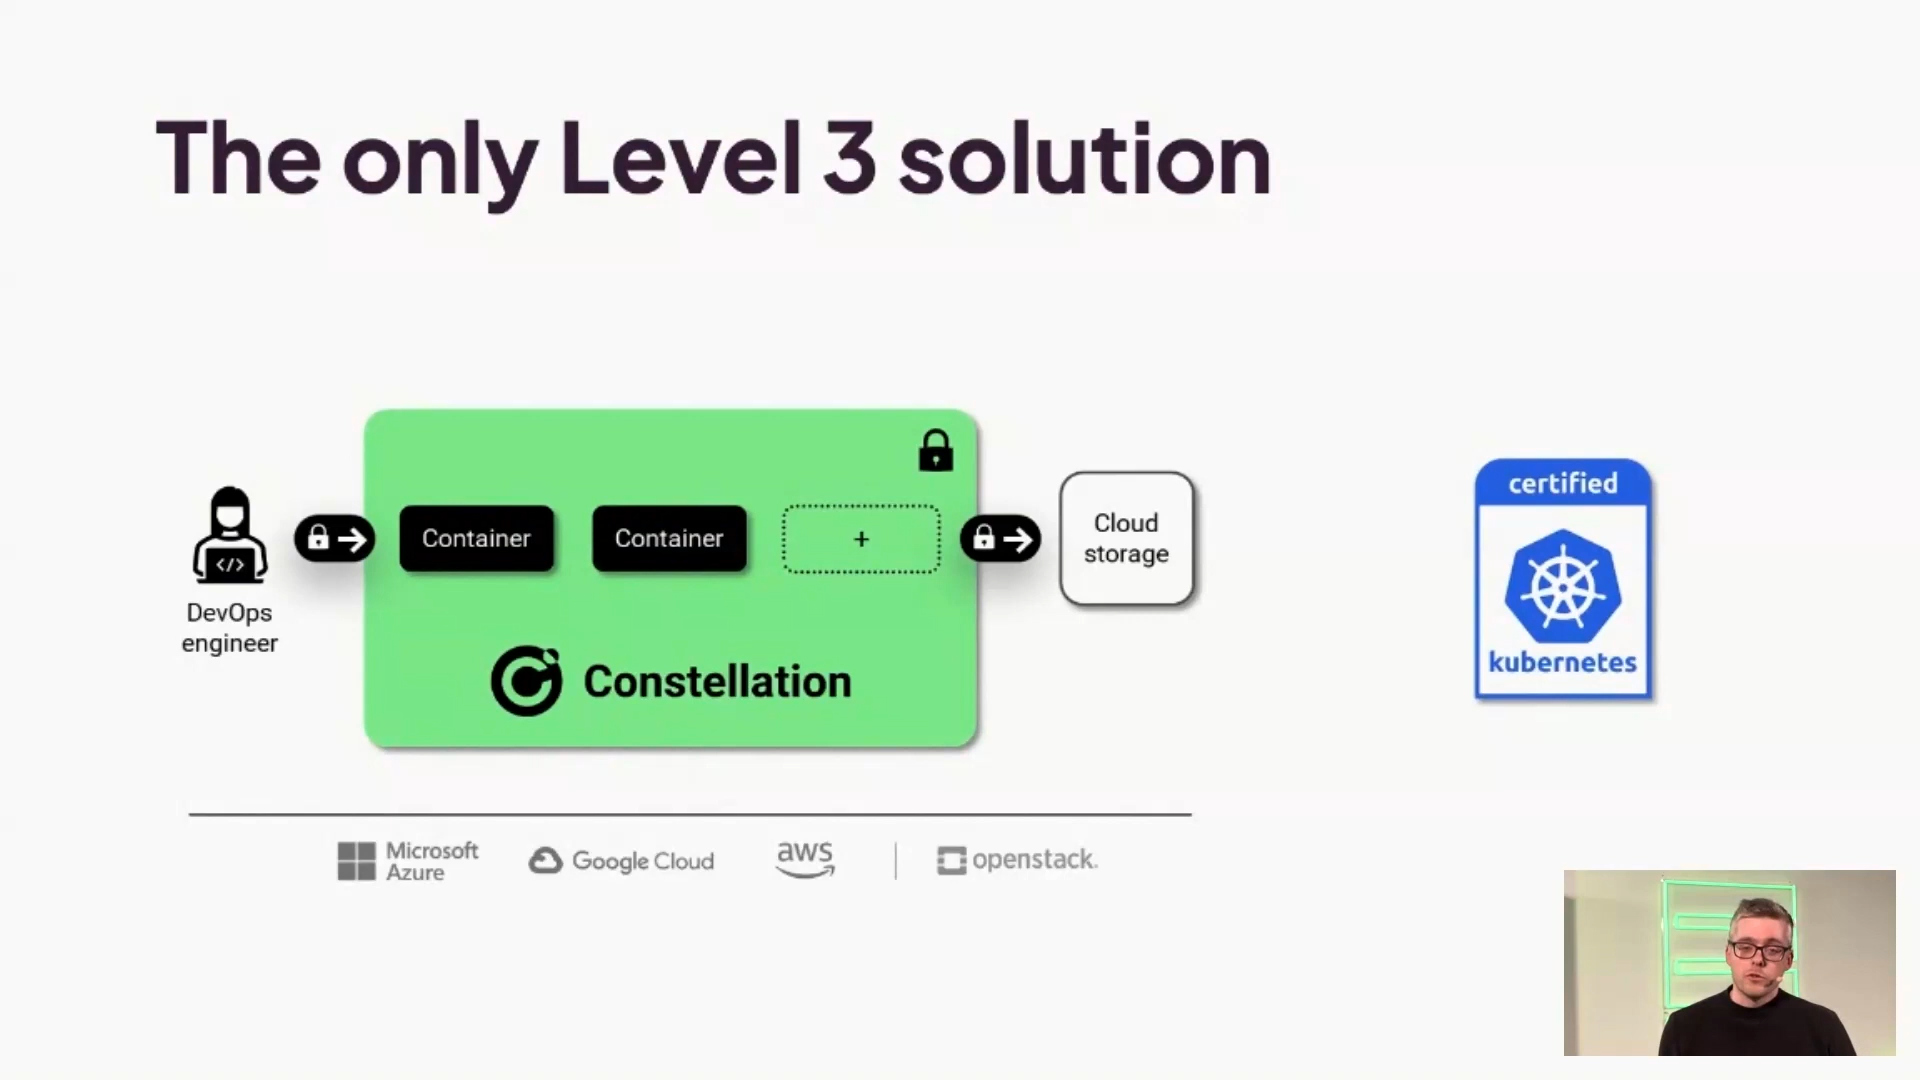 The only Level 3 solution
DevOps
engineer
</>
Container
Container
+
Constellation
Cloud
storage
certified
kubernetes
Microsoft
Azure
Google Cloud
aws
openstack.